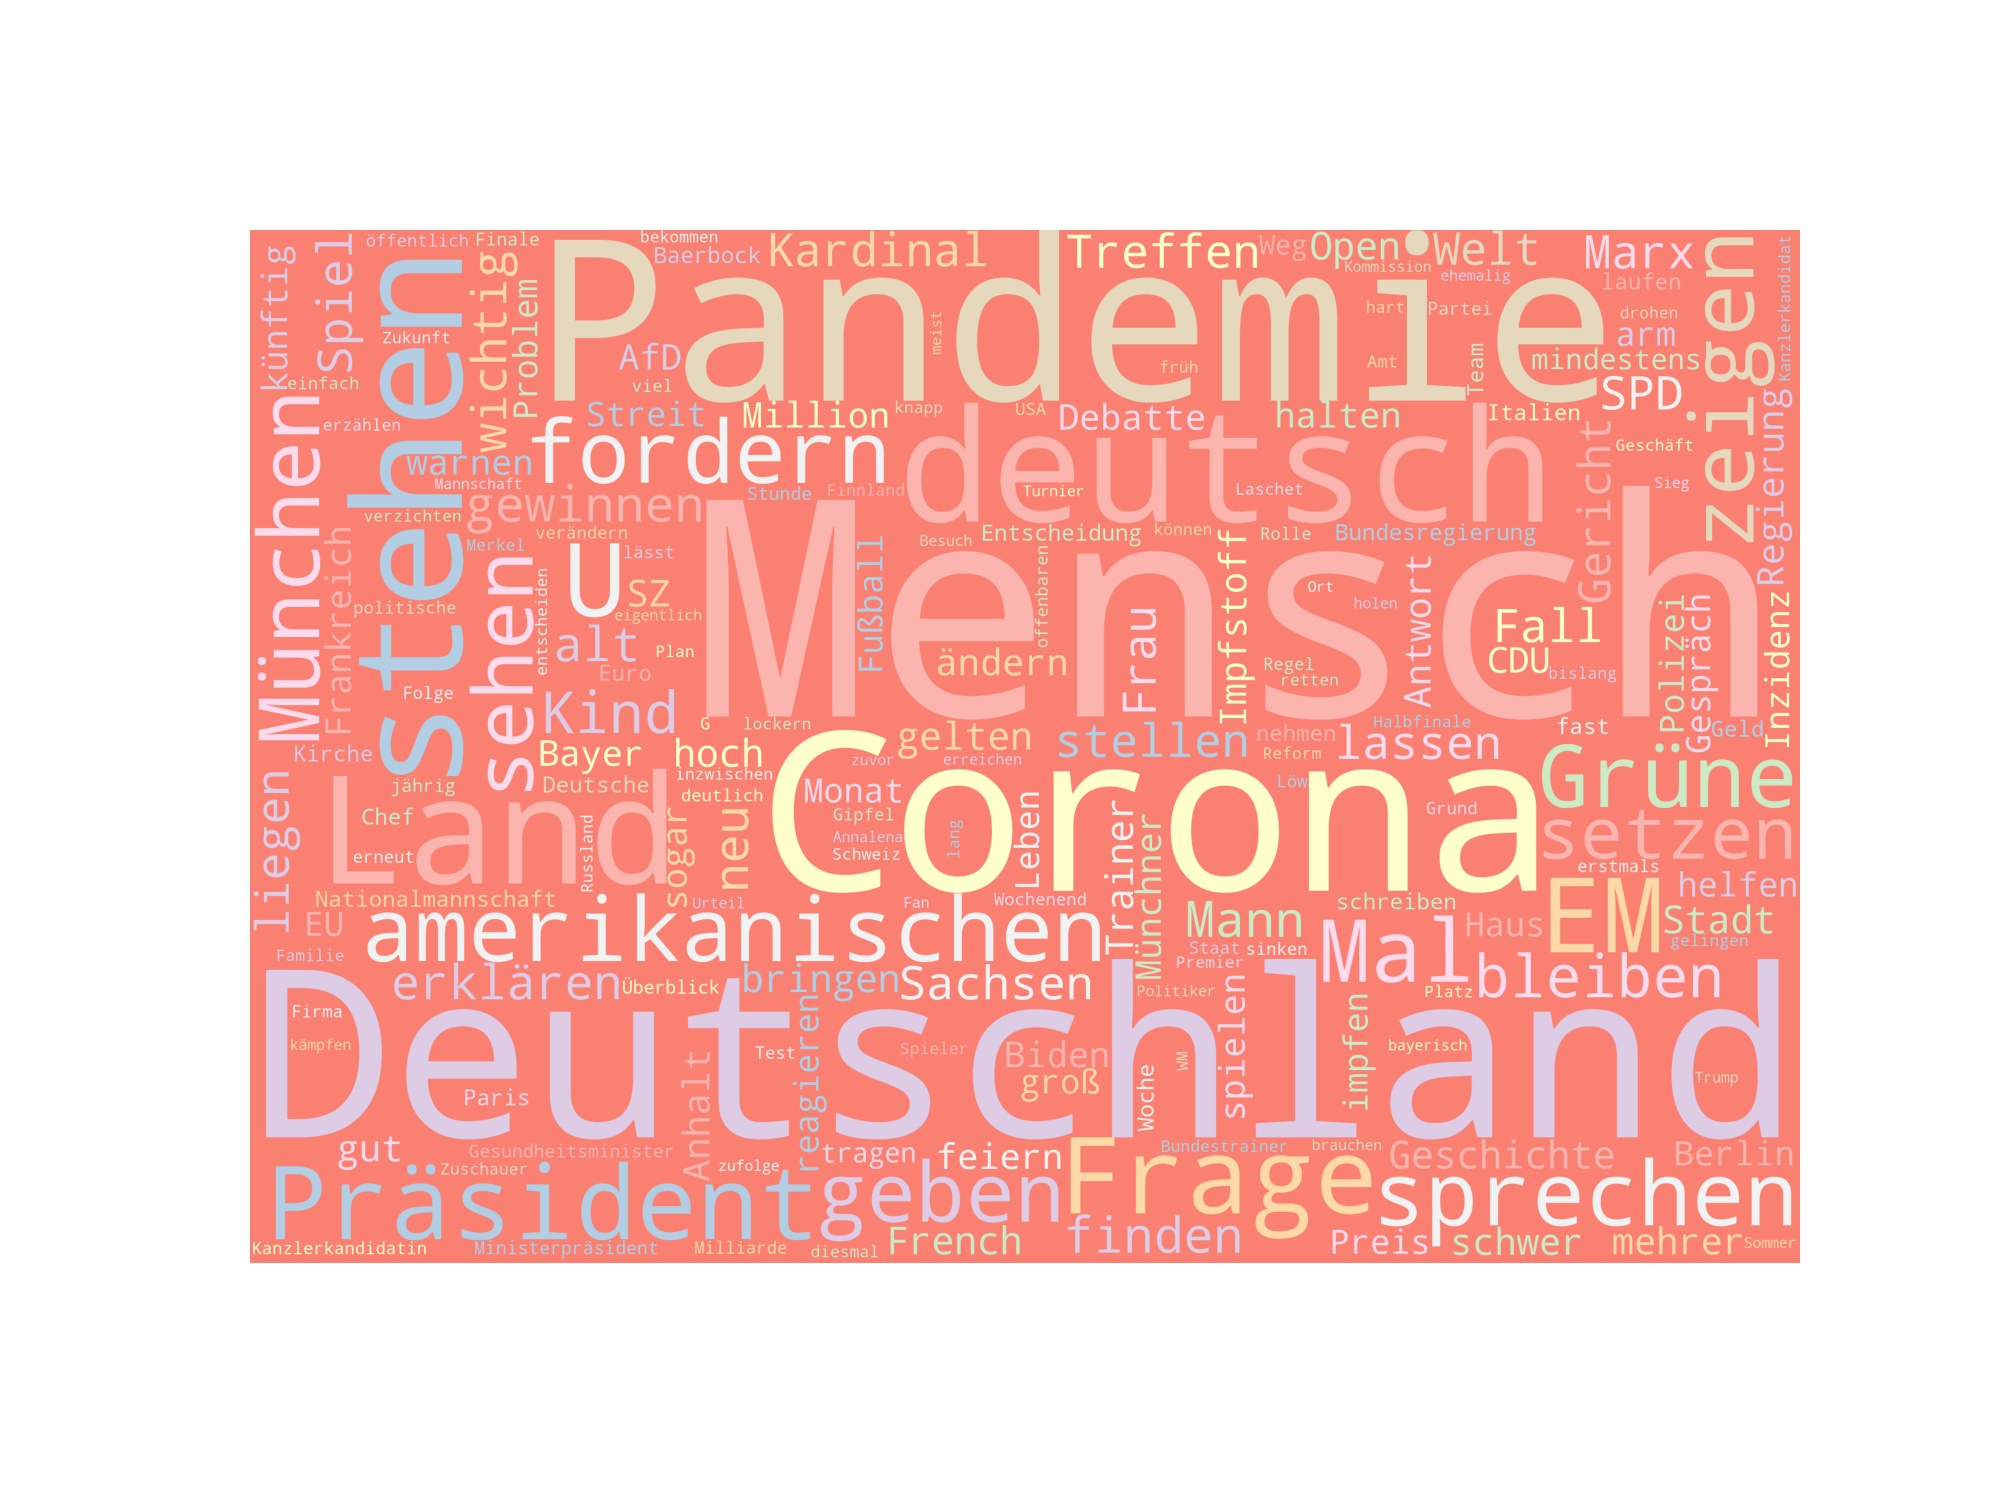 öffentlich
Finale
bekommen
Baerbock
Kardinal
Treffen
Weg
Open
Welt
Marx
Kommission
ehemalig
laufen
Kanzlerkandidat
künftig
Spiel
stehen
wichtig
Problem
Pandemie
zeigen
Zukunft
einfach
erzählen
AfD
viel
meist
früh
hart
Partei
Amt
Team
drohen
arm
mindestens
SPD
München
Streit
Million
knapp
USA
Debatte
halten
Italien
Geschäft
Regierung
warnen
fordern
deutsch
Gericht
Mannschaft
gewinnen
Stunde
Finnland
Turnier
Laschet
Sieg
verzichten
verändern
Merkel
lässt
Besuch
Entscheidung
können
Rolle
Bundesregierung
Frankreich
politische
sehen
entscheiden
U
SZ
eigentlich
Mensch
Fußball
offenbaren
Impfstoff
Ort
holen
Antwort
Fall
CDU
bislang
Polizei
Gespräch
Inzidenz
alt
Plan
Euro
ändern
Frau
Regel
retten
Folge
Kind
G
lockern
gelten
stellen
nehmen
Halbfinale
lassen
fast
Geld
Kirche
Bayer
hoch
zuvor
erreichen
Reform
Grüne
liegen
jährig
Deutsche
inzwischen
deutlich
Land
Corona
Monat
Löw
Chef
Gipfel
Annalena
Schweiz
lang
Leben
Trainer
Münchner
Grund
setzen
erneut
Russland
sogar
neu
erstmals
helfen
Nationalmannschaft
Urteil
Fan
Wochenend
schreiben
EU
amerikanischen
Mann
Mal
Haus
EM
Stadt
gelingen
Familie
Staat
sinken
Premier
erklären
Überblick
bringen
Sachsen
Politiker
spielen
impfen
Platz
bleiben
Firma
kämpfen
Deutschland
reagieren
Test
Spieler
Biden
groß
Woche
WM
bayerisch
Trump
Paris
Anhalt
gut
Gesundheitsminister
Zuschauer
zufolge
tragen
feiern
Bundestrainer
brauchen
Geschichte
Berlin
Präsident
geben
Frage
sprechen
Kanzlerkandidatin
Ministerpräsident
Milliarde
diesmal
French
finden
Preis
schwer
mehrer
Sommer